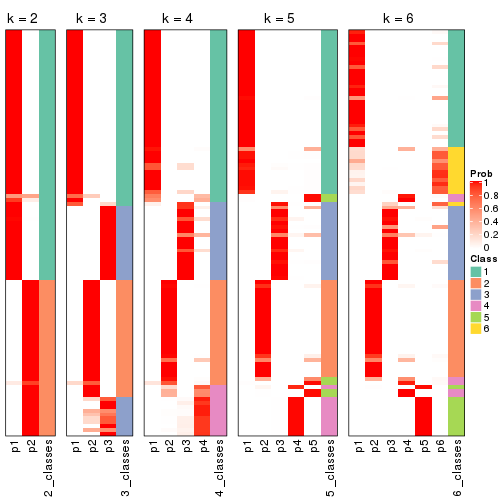 k = 2
k = 3
k = 4
k = 5
k = 6
p1
p2
2_classes
p1
p2
p3
3_classes
p1
p2
p3
p4
4_classes
p1
p2
p3
p4
p5
5_classes
p1
p2
p3
p4
p5
p6
6_classes
Prob
1
0.8
0.6
0.4
0.2
0
Class
1
2
3
4
5
6